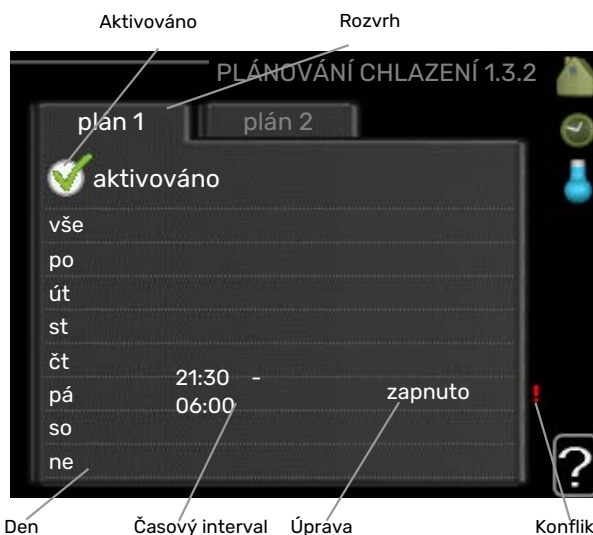 Aktivováno Rozvrh
PLÁNOVÁNÍ CHLAZENÍ 1.3.2
plán 1 plán 2
aktivováno
vše
po
út
st
čt
pá 21:30 - 06:00 zapnuto !
so
ne
?
Den Časový interval Úprava Konflik